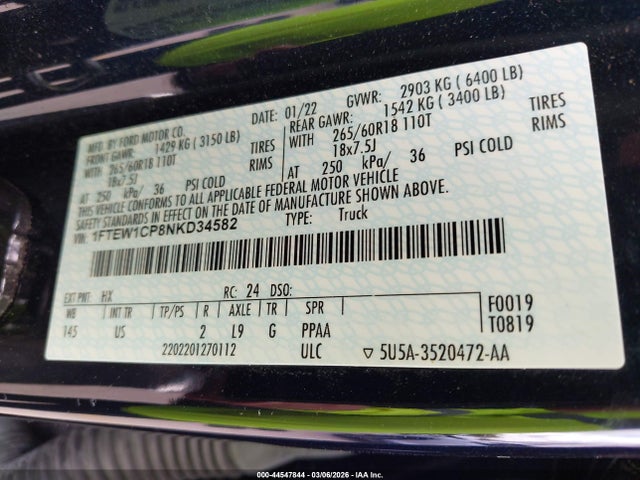 MFD. BY FORD MOTOR CO.
DATE: 01/22
GVWR: 2903 KG ( 6400 LB)
FRONT GAWR: 1429 KG ( 3150 LB)
REAR GAWR: 1542 KG ( 3400 LB)
WITH 265/60R18 110T TIRES
WITH 265/60R18 110T TIRES
18x7.5J RIMS
18x7.5J RIMS
AT 250 kPa/ 36 PSI COLD
AT 250 kPa/ 36 PSI COLD
THIS VEHICLE CONFORMS TO ALL APPLICABLE FEDERAL MOTOR VEHICLE
SAFETY STANDARDS IN EFFECT ON THE DATE OF MANUFACTURE SHOWN ABOVE.
VIN: 1FTEW1CP8NKD34582
TYPE: Truck
EXT PNT: HX RC: 24 DSO:
WB INT TR TP/PS R AXLE TR SPR F0019
145 US 2 L9 G PPAA T0819
2202201270112 ULC ▽ 5U5A-3520472-AA
000-44547844 - 03/06/2026 - IAA Inc.